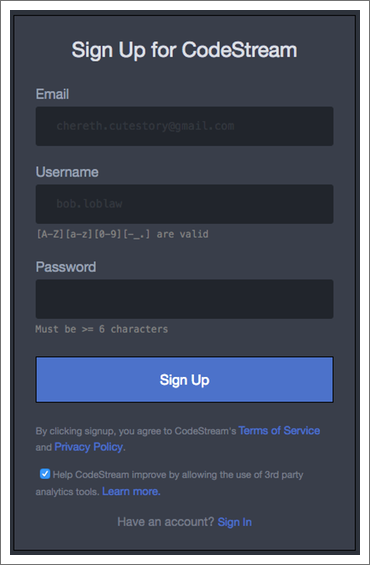 Sign Up for CodeStream
Email
chereth.cutestory@gmail.com
Username
bob.loblaw
[A-Z][a-z][0-9][-_.] are valid
Password
Must be >= 6 characters
Sign Up
By clicking signup, you agree to CodeStream's Terms of Service
and Privacy Policy.
Help CodeStream improve by allowing the use of 3rd party
analytics tools. Learn more.
Have an account? Sign In